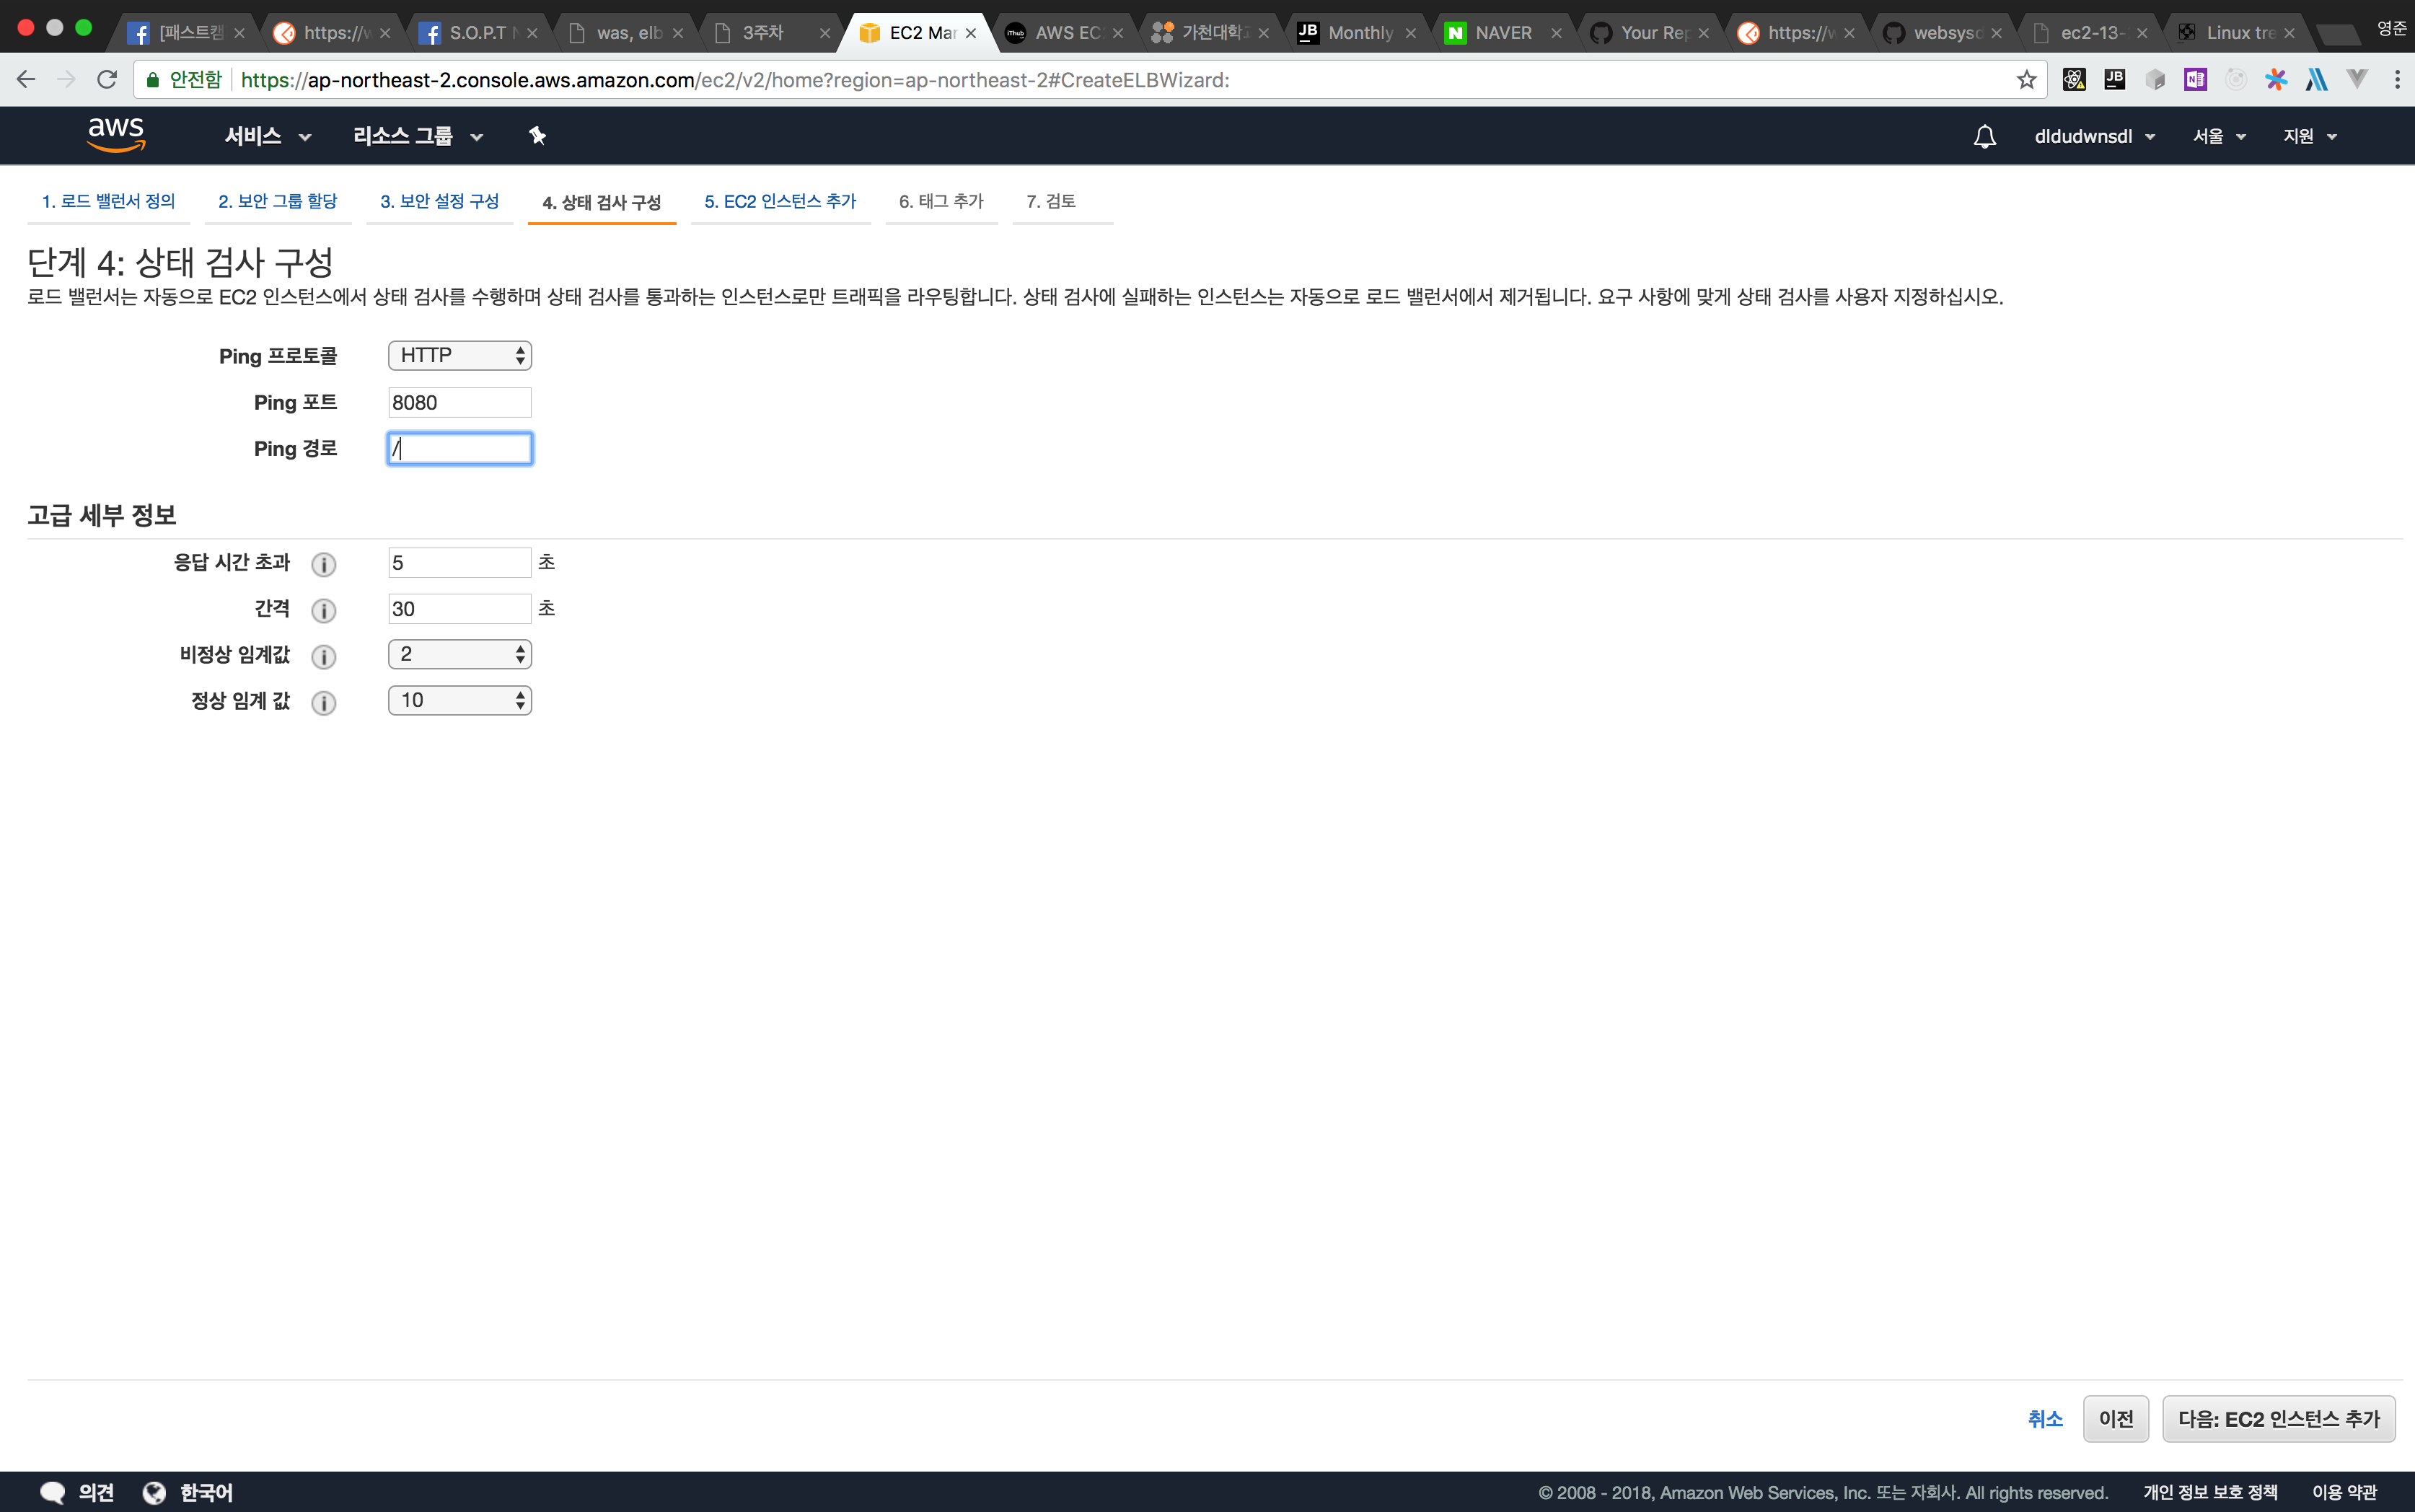 [패스트캠
https://w
S.O.P.T
was, elb
3주차
EC2 Mar
AWS EC
가천대학
Monthly
NAVER
Your Rep
https://w
websysd
ec2-13-
Linux tre
영준
안전함 https://ap-northeast-2.console.aws.amazon.com/ec2/v2/home?region=ap-northeast-2#CreateELBWizard:
aws 서비스 리소스 그룹 dldudwnsdl 서울 지원
1. 로드 밸런서 정의 2. 보안 그룹 할당 3. 보안 설정 구성 4. 상태 검사 구성 5. EC2 인스턴스 추가 6. 태그 추가 7. 검토
단계 4: 상태 검사 구성
로드 밸런서는 자동으로 EC2 인스턴스에서 상태 검사를 수행하며 상태 검사를 통과하는 인스턴스로만 트래픽을 라우팅합니다. 상태 검사에 실패하는 인스턴스는 자동으로 로드 밸런서에서 제거됩니다. 요구 사항에 맞게 상태 검사를 사용자 지정하십시오.
Ping 프로토콜 HTTP
Ping 포트 8080
Ping 경로 /
고급 세부 정보
응답 시간 초과 5 초
간격 30 초
비정상 임계값 2
정상 임계 값 10
취소 이전 다음: EC2 인스턴스 추가
의견 한국어 © 2008 - 2018, Amazon Web Services, Inc. 또는 자회사. All rights reserved. 개인 정보 보호 정책 이용 약관